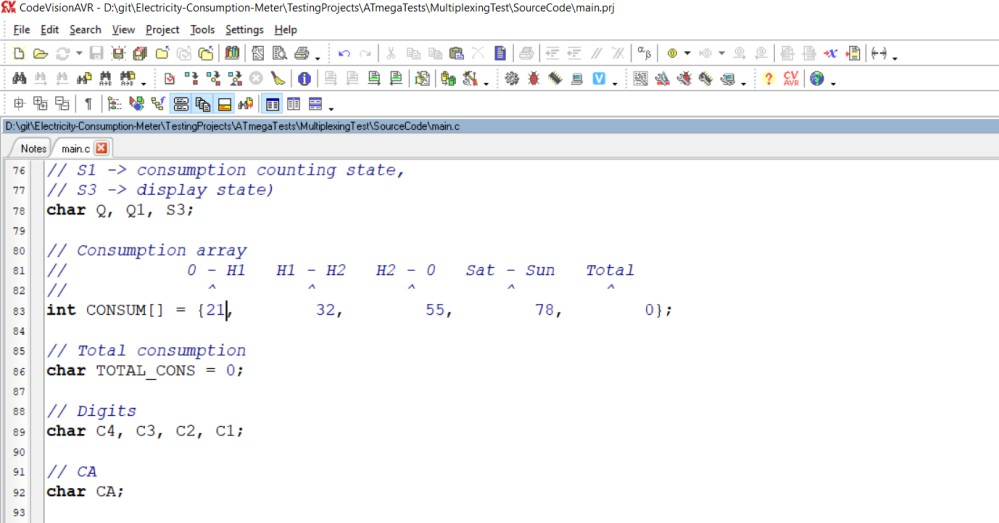 CodeVisionAVR - D:\git\Electricity-Consumption-Meter\TestingProjects\ATmegaTests\MultiplexingTest\SourceCode\main.prj
File Edit Search View Project Tools Settings Help
D:\git\Electricity-Consumption-Meter\TestingProjects\ATmegaTests\MultiplexingTest\SourceCode\main.c
Notes main.c
76 // S1 -> consumption counting state,
77 // S3 -> display state)
78 char Q, Q1, S3;
79
80 // Consumption array
81 // 0 - H1 H1 - H2 H2 - 0 Sat - Sun Total
82 // ^ ^ ^ ^ ^
83 int CONSUM[] = {21, 32, 55, 78, 0};
84
85 // Total consumption
86 char TOTAL_CONS = 0;
87
88 // Digits
89 char C4, C3, C2, C1;
90
91 // CA
92 char CA;
93